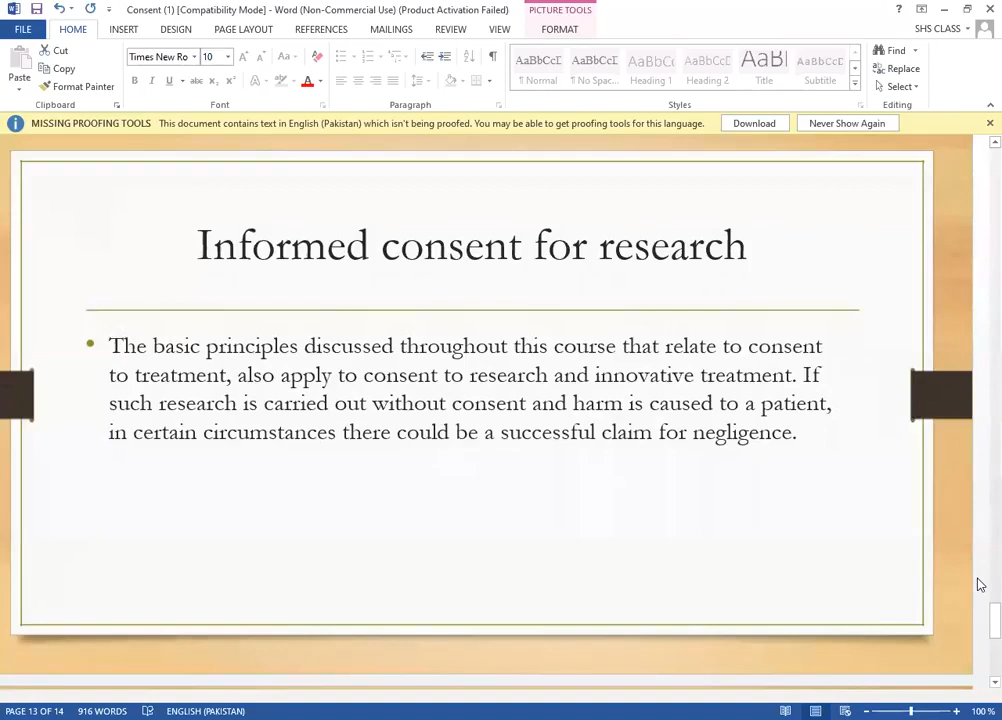 Consent (1) [Compatibility Mode] - Word (Non-Commercial Use) (Product Activation Failed)
PICTURE TOOLS
FILE HOME INSERT DESIGN PAGE LAYOUT REFERENCES MAILINGS REVIEW VIEW FORMAT SHS CLASS
Paste
Cut
Copy
Format Painter
Clipboard
Times New Ro 10
Font
Paragraph
AaBbCcD AaBbCcD AaBbCc AaBbCcD AaBl AaBbCcD
¶ Normal ¶ No Spac... Heading 1 Heading 2 Title Subtitle
Styles
Find
Replace
Select
Editing
MISSING PROOFING TOOLS This document contains text in English (Pakistan) which isn't being proofed. You may be able to get proofing tools for this language. Download Never Show Again
Informed consent for research
• The basic principles discussed throughout this course that relate to consent
to treatment, also apply to consent to research and innovative treatment. If
such research is carried out without consent and harm is caused to a patient,
in certain circumstances there could be a successful claim for negligence.
PAGE 13 OF 14 916 WORDS ENGLISH (PAKISTAN) 100 %